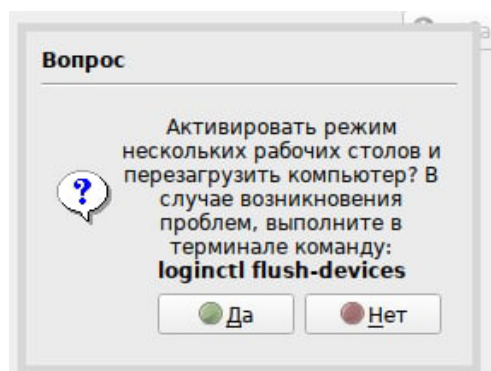 Вопрос
Активировать режим
нескольких рабочих столов и
перезагрузить компьютер? В
случае возникновения
проблем, выполните в
терминале команду:
loginctl flush-devices
Да
Нет